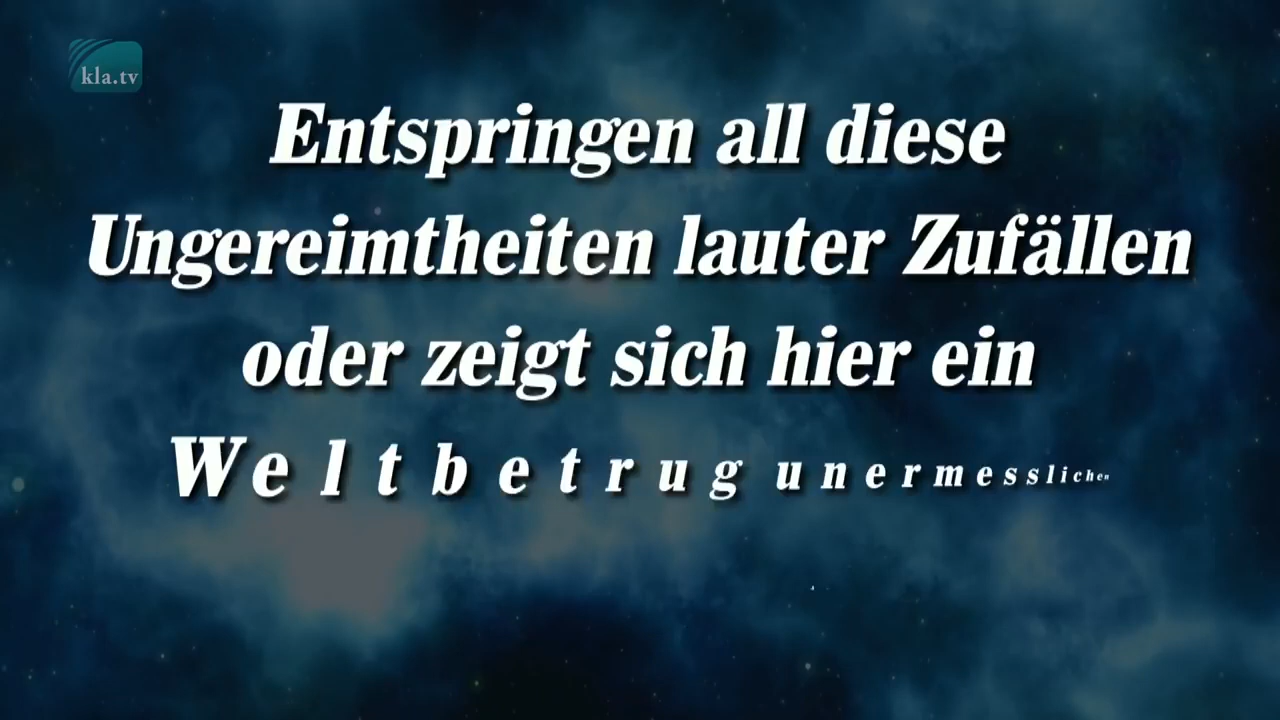 kla.tv
Entspringen all diese
Ungereimtheiten lauter Zufällen
oder zeigt sich hier ein
Weltbetrug unermesslichen